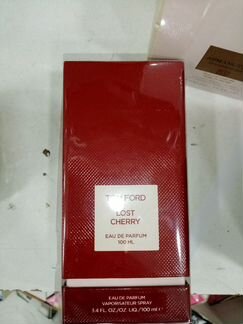 TOM FORD
LOST
CHERRY
EAU DE PARFUM
100 ML
EAU DE PARFUM
VAPORISATEUR SPRAY
3.4 FL. OZ./OZ. LIQ./100 ml e